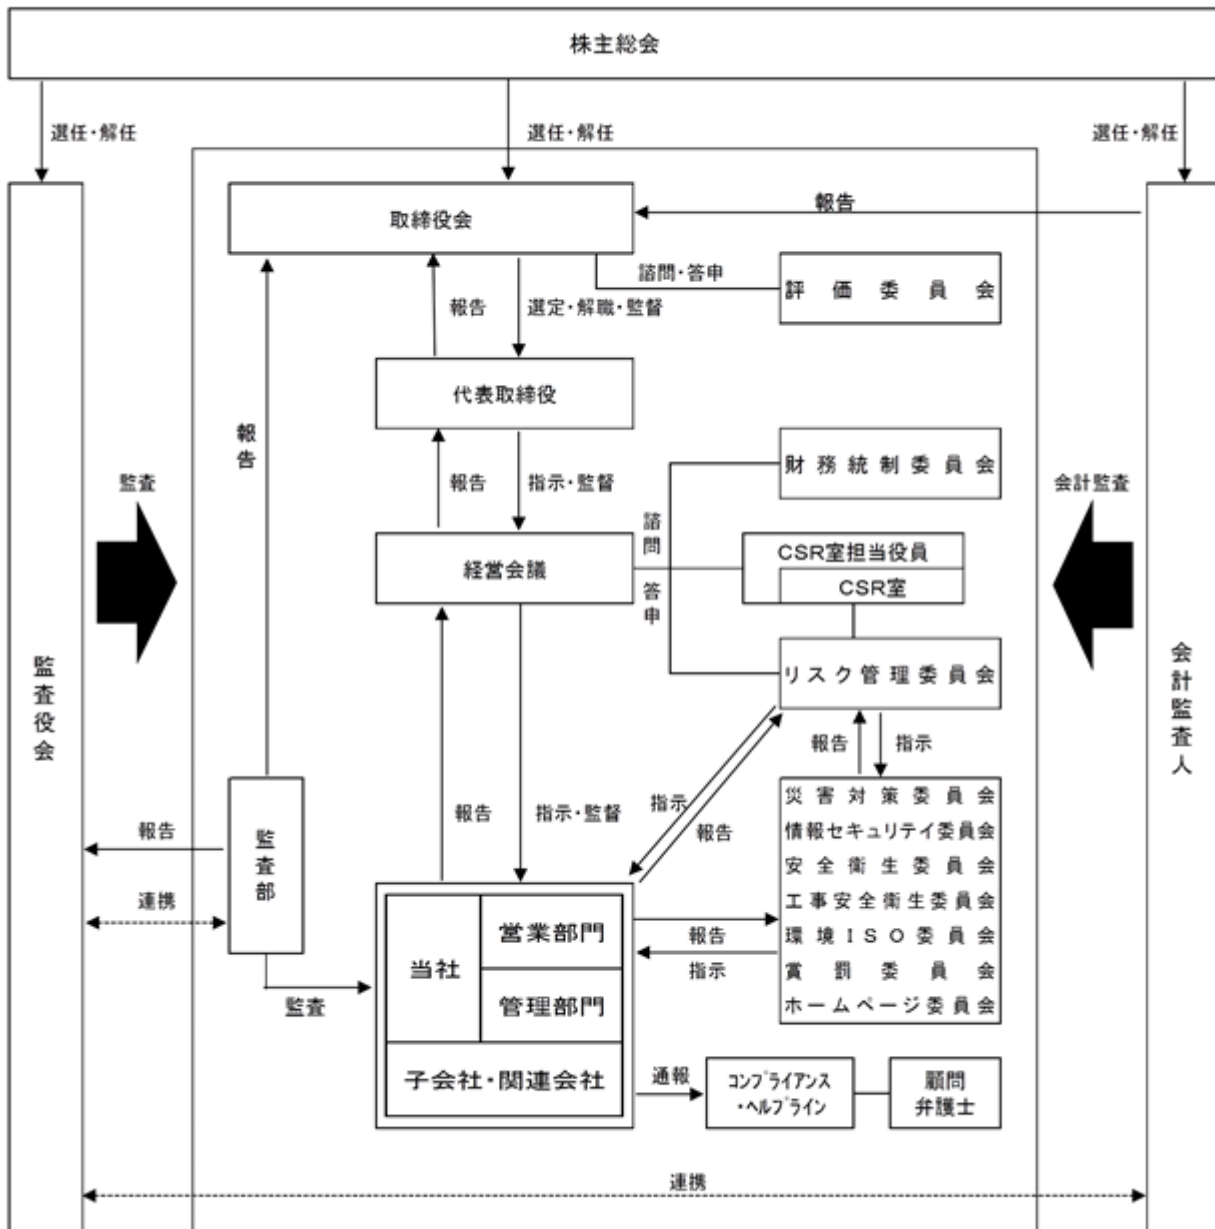 株主総会
選任・解任
選任・解任
選任・解任
取締役会
報告
諮問・答申
評価委員会
報告
選定・解職・監督
代表取締役
報告
報告
指示・監督
財務統制委員会
監査
会計監査
諮問
答申
経営会議
CSR室担当役員
CSR室
リスク管理委員会
監査役会
会計監査人
報告
指示
報告
指示・監督
指示
報告
災害対策委員会
情報セキュリテイ委員会
安全衛生委員会
工事安全衛生委員会
環境ISO委員会
賞罰委員会
ホームページ委員会
報告
連携
監査部
監査
当社
営業部門
管理部門
子会社・関連会社
報告
指示
通報
コンプライアンス
・ヘルプライン
顧問
弁護士
連携